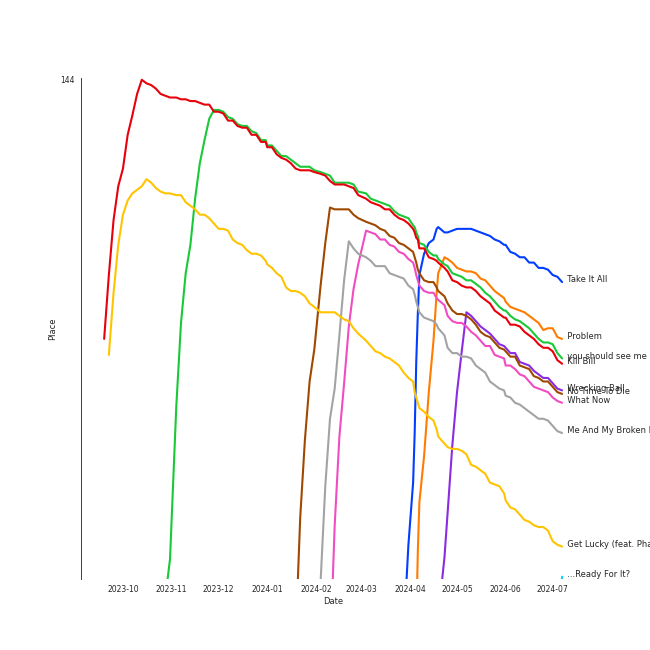 144
Place
Take It All
Problem
you should see me
Kill Bill
Wrecking Ball
No Time To Die
What Now
Me And My Broken
Get Lucky (feat. Pha
...Ready For It?
2023-10 2023-11 2023-12 2024-01 2024-02 2024-03 2024-04 2024-05 2024-06 2024-07
Date